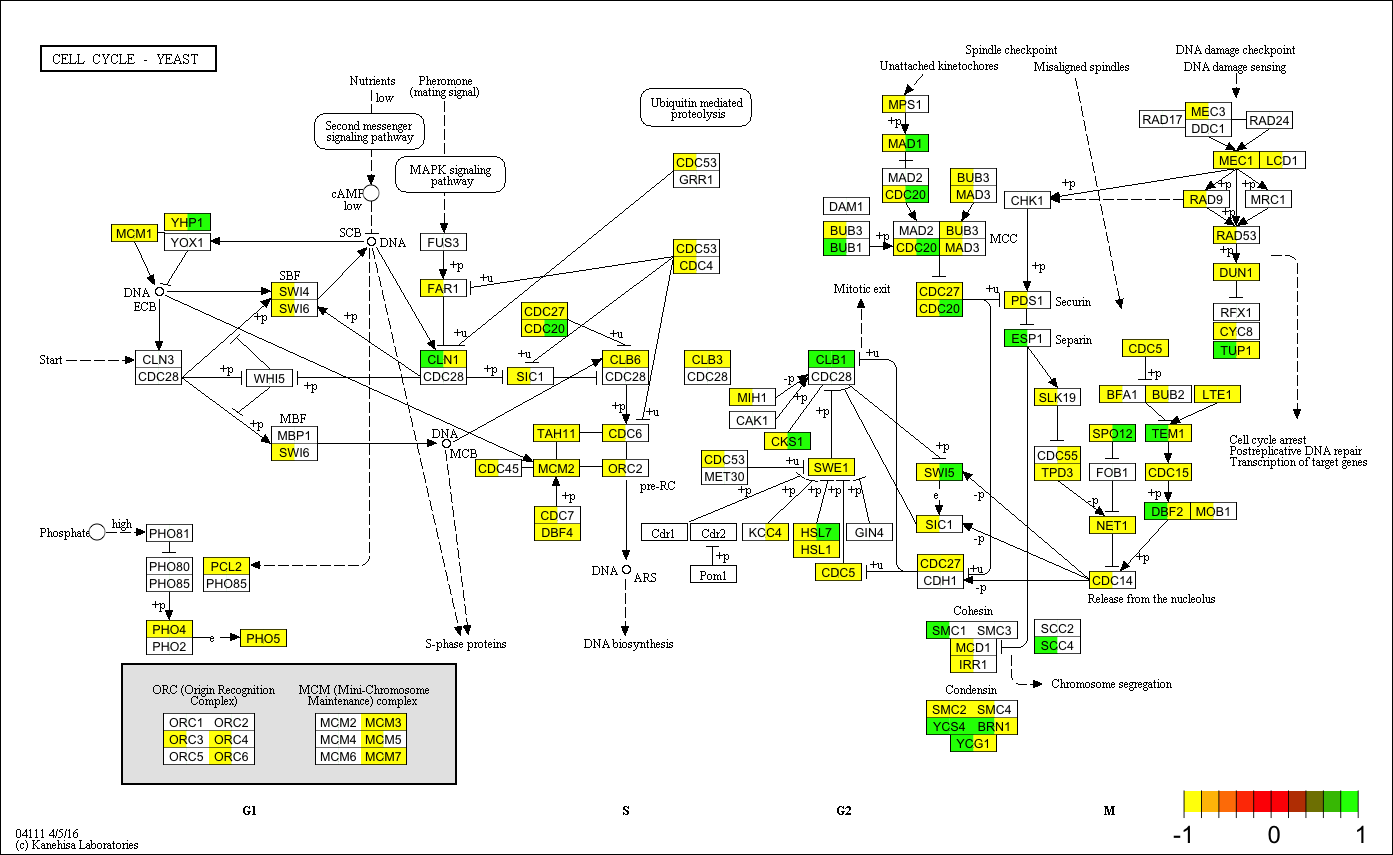 CELL CYCLE - YEAST
Nutrients
low
Pheromone
(mating signal)
Second messenger
signaling pathway
MAPK signaling
pathway
Ubiquitin mediated
proteolysis
Spindle checkpoint
Unattached kinetochores
Misaligned spindles
DNA damage checkpoint
DNA damage sensing
cAMP
low
SCB
DNA
MCM1
YHP1
YOX1
DNA
ECB
SBF
SWI4
SWI6
+p
+p
FUS3
+p
FAR1
+u
+u
CDC53
GRR1
CDC53
CDC4
CDC27
CDC20
+u
+u
Start
CLN3
CDC28
+p
WHI5
+p
+p
CLN1
CDC28
+p
SIC1
CLB6
CDC28
CLB3
CDC28
MBF
MBP1
SWI6
DNA
MCB
+p
+u
TAH11
CDC6
CDC45
MCM2
ORC2
pre-RC
+p
CDC7
DBF4
DNA
ARS
DNA biosynthesis
S-phase proteins
Phosphate
high
PHO81
PHO80
PHO85
PCL2
PHO85
+p
PHO4
PHO2
e
PHO5
MPS1
+p
MAD1
MAD2
CDC20
BUB3
MAD3
DAM1
BUB3
BUB1
+p
MAD2
BUB3
CDC20
MAD3
MCC
CDC27
CDC20
+u
Mitotic exit
CLB1
CDC28
+u
-p
+p
+p
MIH1
CAK1
CKS1
CDC53
MET30
+u
SWE1
+p
+p
+p
+p
+p
Cdr1
Cdr2
KCC4
HSL7
HSL1
GIN4
+p
Pom1
CDC5
+u
CDC27
CDH1
+u
-p
+p
SWI5
e
SIC1
-p
-p
CHK1
+p
+p
PDS1
Securin
ESP1
Separin
SLK19
CDC55
TPD3
-p
NET1
CDC14
Release from the nucleolus
CDC5
+p
BFA1
BUB2
LTE1
SPO12
FOB1
TEM1
CDC15
+p
DBF2
MOB1
+p
RAD17
MEC3
DDC1
RAD24
MEC1
LCD1
+p
+p
RAD9
+p
MRC1
RAD53
+p
DUN1
RFX1
CYC8
TUP1
Cell cycle arrest
Postreplicative DNA repair
Transcription of target genes
Cohesin
SMC1 SMC3
MCD1
IRR1
SCC2
SCC4
Chromosome segregation
Condensin
SMC2 SMC4
YCS4 BRN1
YCG1
ORC (Origin Recognition
Complex)
ORC1 ORC2
ORC3 ORC4
ORC5 ORC6
MCM (Mini-Chromosome
Maintenance) complex
MCM2 MCM3
MCM4 MCM5
MCM6 MCM7
G1
S
G2
M
-1
0
1
04111 4/5/16
(c) Kanehisa Laboratories